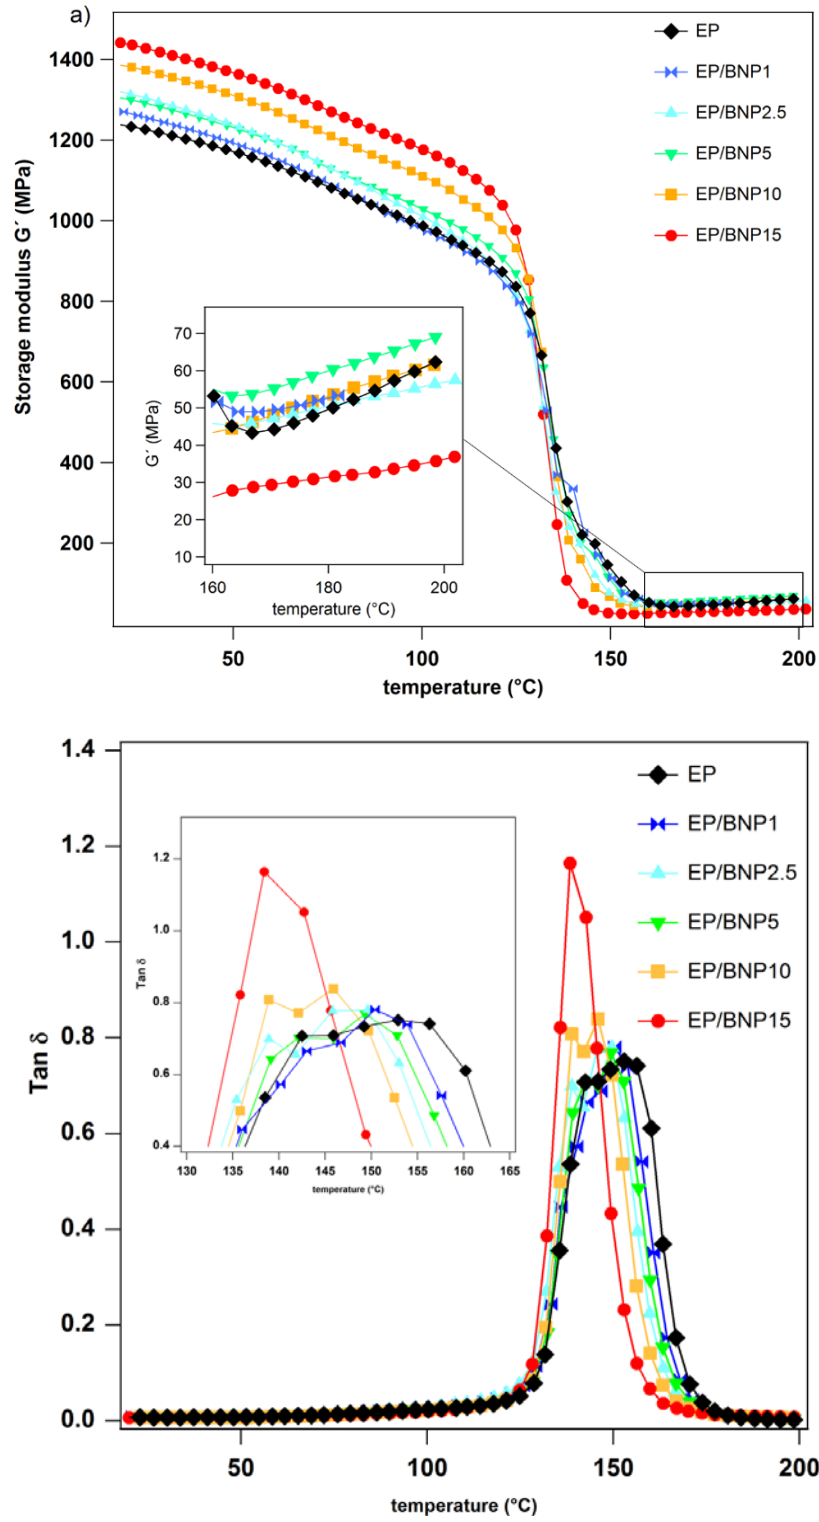 a)
1400
1200
1000
800
600
400
200
Storage modulus G´ (MPa)
EP
EP/BNP1
EP/BNP2.5
EP/BNP5
EP/BNP10
EP/BNP15
70
60
50
40
30
20
10
G´ (MPa)
160 180 200
temperature (°C)
50 100 150 200
temperature (°C)
1.4
1.2
1.0
0.8
0.6
0.4
0.2
0.0
Tan δ
EP
EP/BNP1
EP/BNP2.5
EP/BNP5
EP/BNP10
EP/BNP15
1.2
1.0
0.8
0.6
0.4
Tan δ
130 135 140 145 150 155 160 165
temperature (°C)
50 100 150 200
temperature (°C)